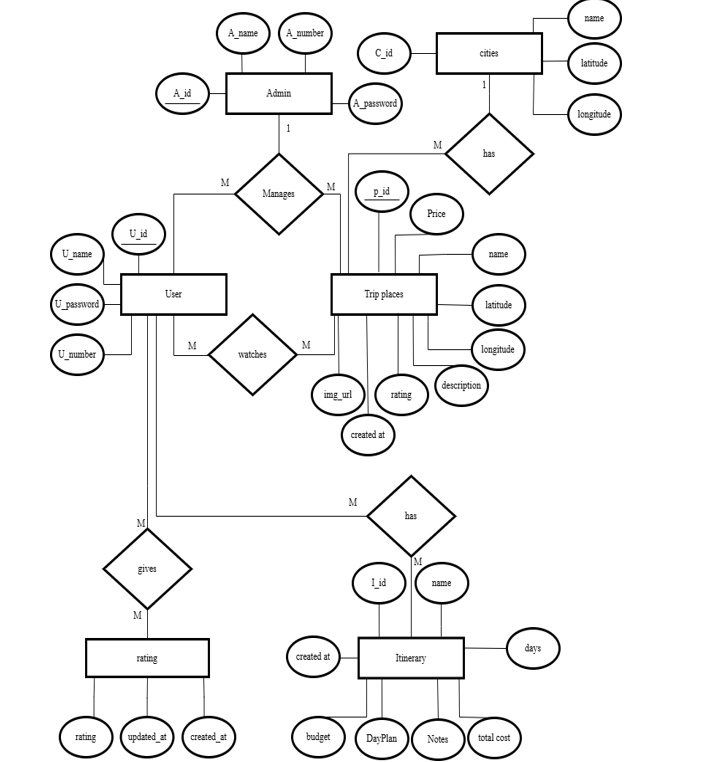 name
A_name
A_number
C_id
cities
latitude
A_id
Admin
A_password
1
longitude
1
M
has
M
Manages
M
p_id
Price
U_id
U_name
name
User
Trip places
U_password
latitude
M
watches
M
U_number
longitude
description
img_url
rating
created at
M
has
M
M
gives
I_id
name
M
created at
Itinerary
days
rating
rating
updated_at
created_at
budget
DayPlan
Notes
total cost